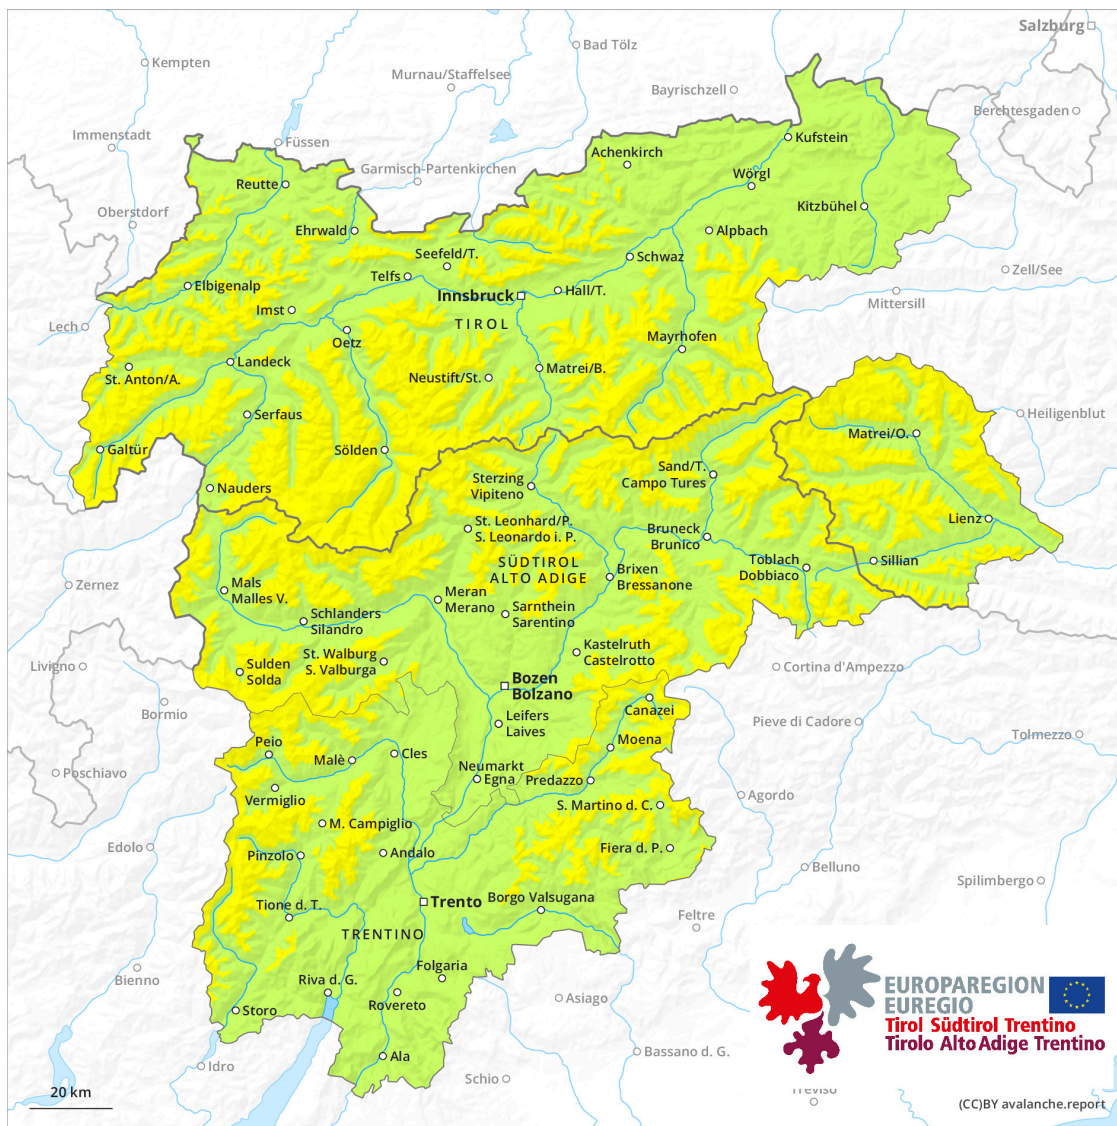 Salzburg
Bad Tölz
Kempten
Murnau/Staffelsee
Bayrischzell
Berchtesgaden
Immenstadt
Füssen
Kufstein
Achenkirch
Garmisch-Partenkirchen
Wörgl
Reutte
Kitzbühel
Oberstdorf
Ehrwald
Alpbach
Seefeld/T.
Schwaz
Zell/See
Telfs
Elbigenalp
Hall/T.
Innsbruck
Mittersill
Imst
TIROL
Lech
Oetz
Mayrhofen
Landeck
Matrei/B.
St. Anton/A.
Neustift/St.
Serfaus
Heiligenblut
Matrei/O.
Galtür
Sölden
Sand/T.
Campo Tures
Sterzing
Vipiteno
Nauders
Lienz
St. Leonhard/P.
S. Leonardo i. P.
Bruneck
Brunico
SÜDTIROL
ALTO ADIGE
Toblach
Dobbiaco
Sillian
Brixen
Bressanone
Zernez
Mals
Malles V.
Meran
Merano
Sarnthein
Sarentino
Schlanders
Silandro
Kastelruth
Castelrotto
St. Walburg
S. Valburga
Livigno
Sulden
Solda
Cortina d'Ampezzo
Bozen
Bolzano
Bormio
Canazei
Leifers
Laives
Pieve di Cadore
Tolmezzo
Peio
Moena
Malè
Cles
Poschiavo
Neumarkt
Egna
Predazzo
Vermiglio
Agordo
S. Martino d. C.
M. Campiglio
Edolo
Fiera d. P.
Pinzolo
Andalo
Belluno
Spilimbergo
Borgo Valsugana
Trento
Tione d. T.
Feltre
TRENTINO
Folgaria
Bienno
Riva d. G.
EUROPAREGION
EUREGIO
Tirol Südtirol Trentino
Tirolo Alto Adige Trentino
Asiago
Rovereto
Storo
Bassano d. G.
Ala
Idro
Schio
Treviso
20 km
(CC)BY avalanche.report